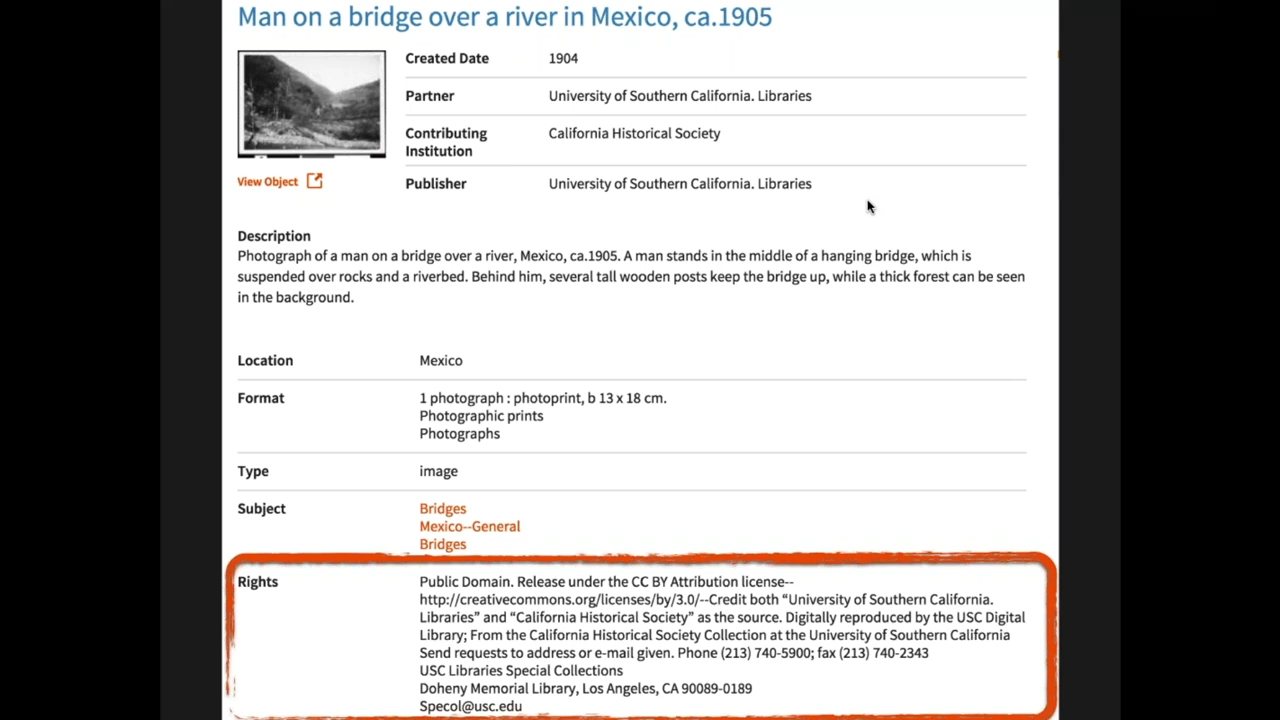 Man on a bridge over a river in Mexico, ca.1905
Created Date 1904
Partner University of Southern California. Libraries
Contributing Institution California Historical Society
View Object
Publisher University of Southern California. Libraries
Description
Photograph of a man on a bridge over a river, Mexico, ca.1905. A man stands in the middle of a hanging bridge, which is
suspended over rocks and a riverbed. Behind him, several tall wooden posts keep the bridge up, while a thick forest can be seen
in the background.
Location Mexico
Format 1 photograph : photoprint, b 13 x 18 cm.
Photographic prints
Photographs
Type image
Subject Bridges
Mexico--General
Bridges
Rights Public Domain. Release under the CC BY Attribution license--
http://creativecommons.org/licenses/by/3.0/--Credit both “University of Southern California.
Libraries” and “California Historical Society” as the source. Digitally reproduced by the USC Digital
Library; From the California Historical Society Collection at the University of Southern California
Send requests to address or e-mail given. Phone (213) 740-5900; fax (213) 740-2343
USC Libraries Special Collections
Doheny Memorial Library, Los Angeles, CA 90089-0189
Specol@usc.edu